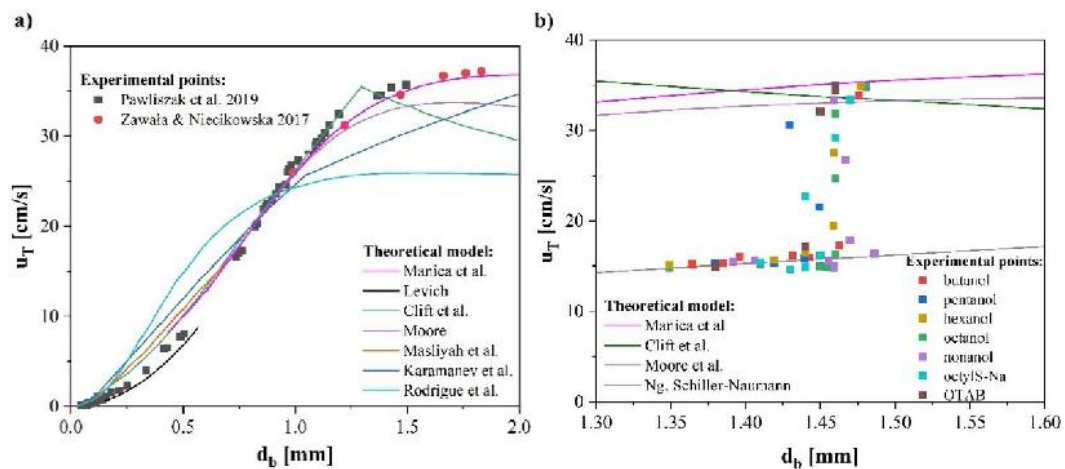 a)
40
30
20
10
0
u_T [cm/s]
Experimental points:
Pawliszak et al. 2019
Zawała & Niecikowska 2017
Theoretical model:
Manica et al.
Levich
Clift et al.
Moore
Masliyah et al.
Karamanev et al.
Rodrigue et al.
0.0 0.5 1.0 1.5 2.0
d_b [mm]
b)
40
30
20
10
0
u_T [cm/s]
Theoretical model:
Manica et al
Clift et al.
Moore et al.
Ng, Schiller-Naumann
Experimental points:
butanol
pentanol
hexanol
octanol
nonanol
octylS-Na
OTAB
1.30 1.35 1.40 1.45 1.50 1.55 1.60
d_b [mm]